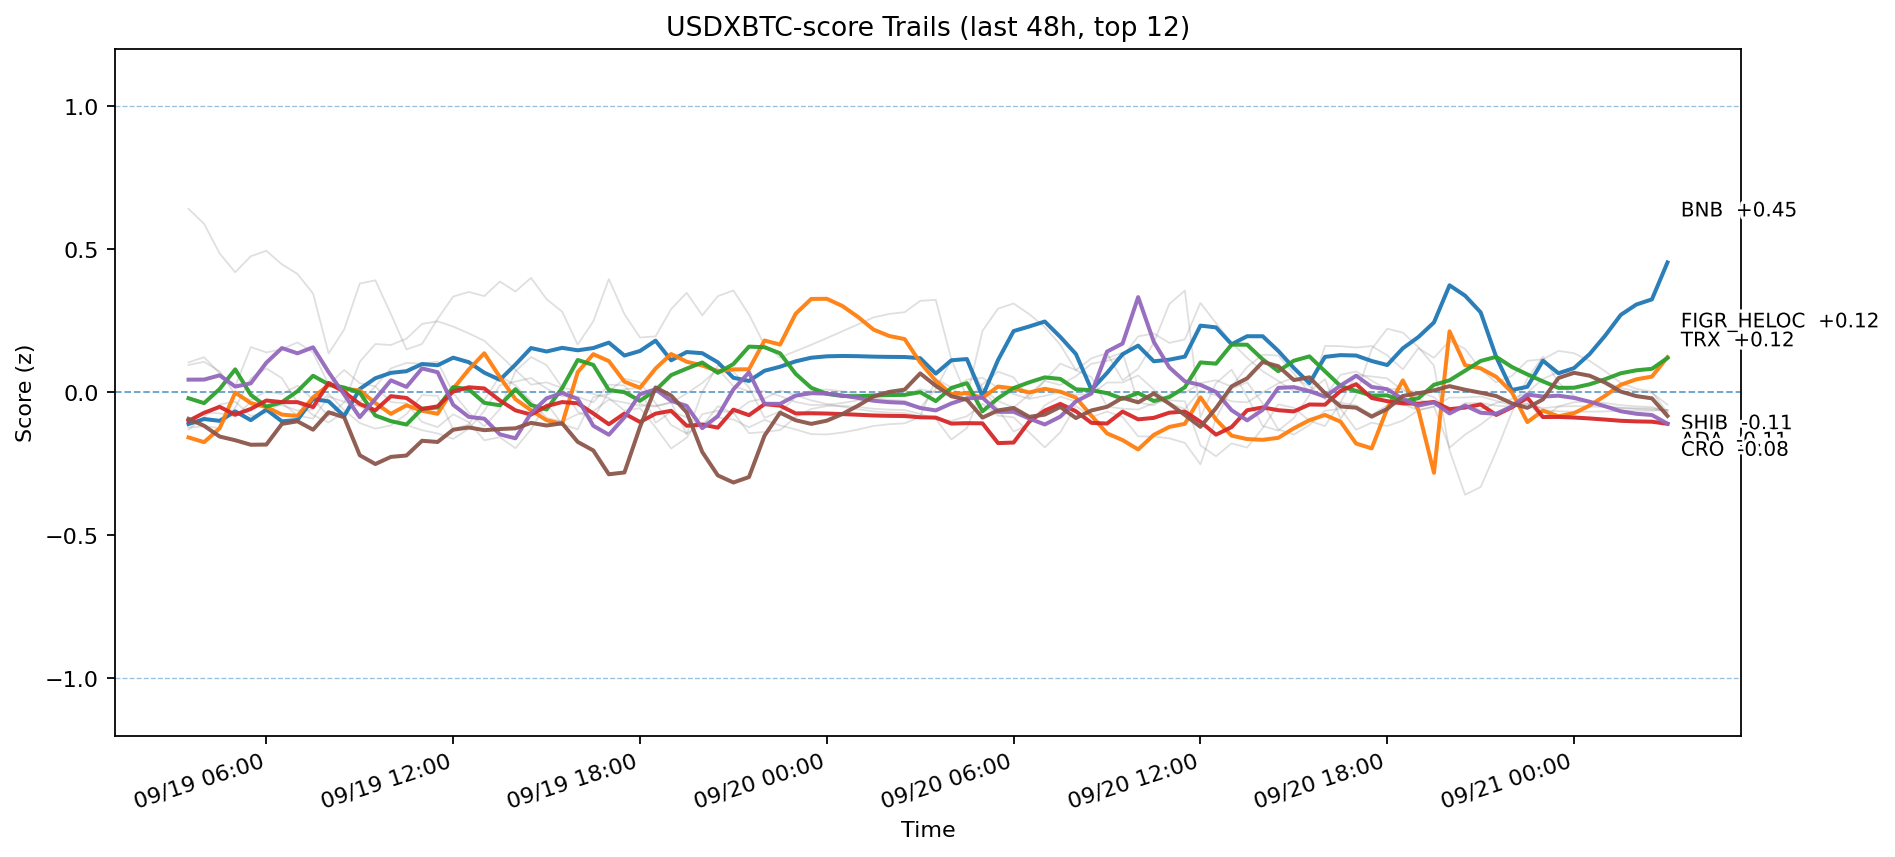 USDXBTC-score Trails (last 48h, top 12)
Score (z)
1.0
0.5
0.0
−0.5
−1.0
BNB +0.45
FIGR_HELOC +0.12
TRX +0.12
SHIB -0.11
CRO -0.08
09/19 06:00
09/19 12:00
09/19 18:00
09/20 00:00
09/20 06:00
09/20 12:00
09/20 18:00
09/21 00:00
Time